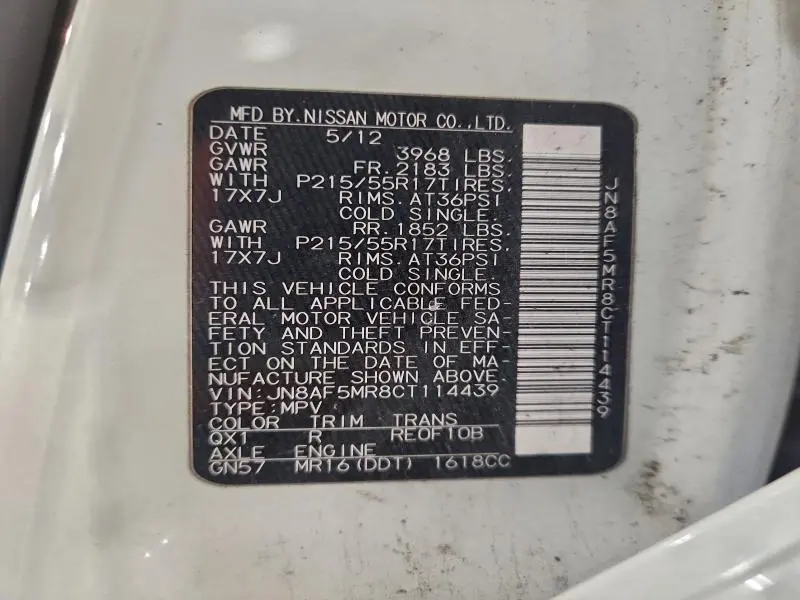 MFD BY.NISSAN MOTOR CO.,LTD.
DATE 5/12
GVWR 3968 LBS.
GAWR FR.2183 LBS.
WITH P215/55R17TIRES.
17X7J RIMS.AT36PSI
COLD SINGLE.
GAWR RR.1852 LBS.
WITH P215/55R17TIRES.
17X7J RIMS.AT36PSI
COLD SINGLE.
THIS VEHICLE CONFORMS
TO ALL APPLICABLE FED-
ERAL MOTOR VEHICLE SA-
FETY AND THEFT PREVEN-
TION STANDARDS IN EFF-
ECT ON THE DATE OF MA-
NUFACTURE SHOWN ABOVE.
VIN:JN8AF5MR8CT114439
TYPE:MPV
COLOR TRIM TRANS
QX1 R RE0F10B
AXLE ENGINE
GN57 MR16(DDT) 1618CC
JN8AF5MR8CT114439